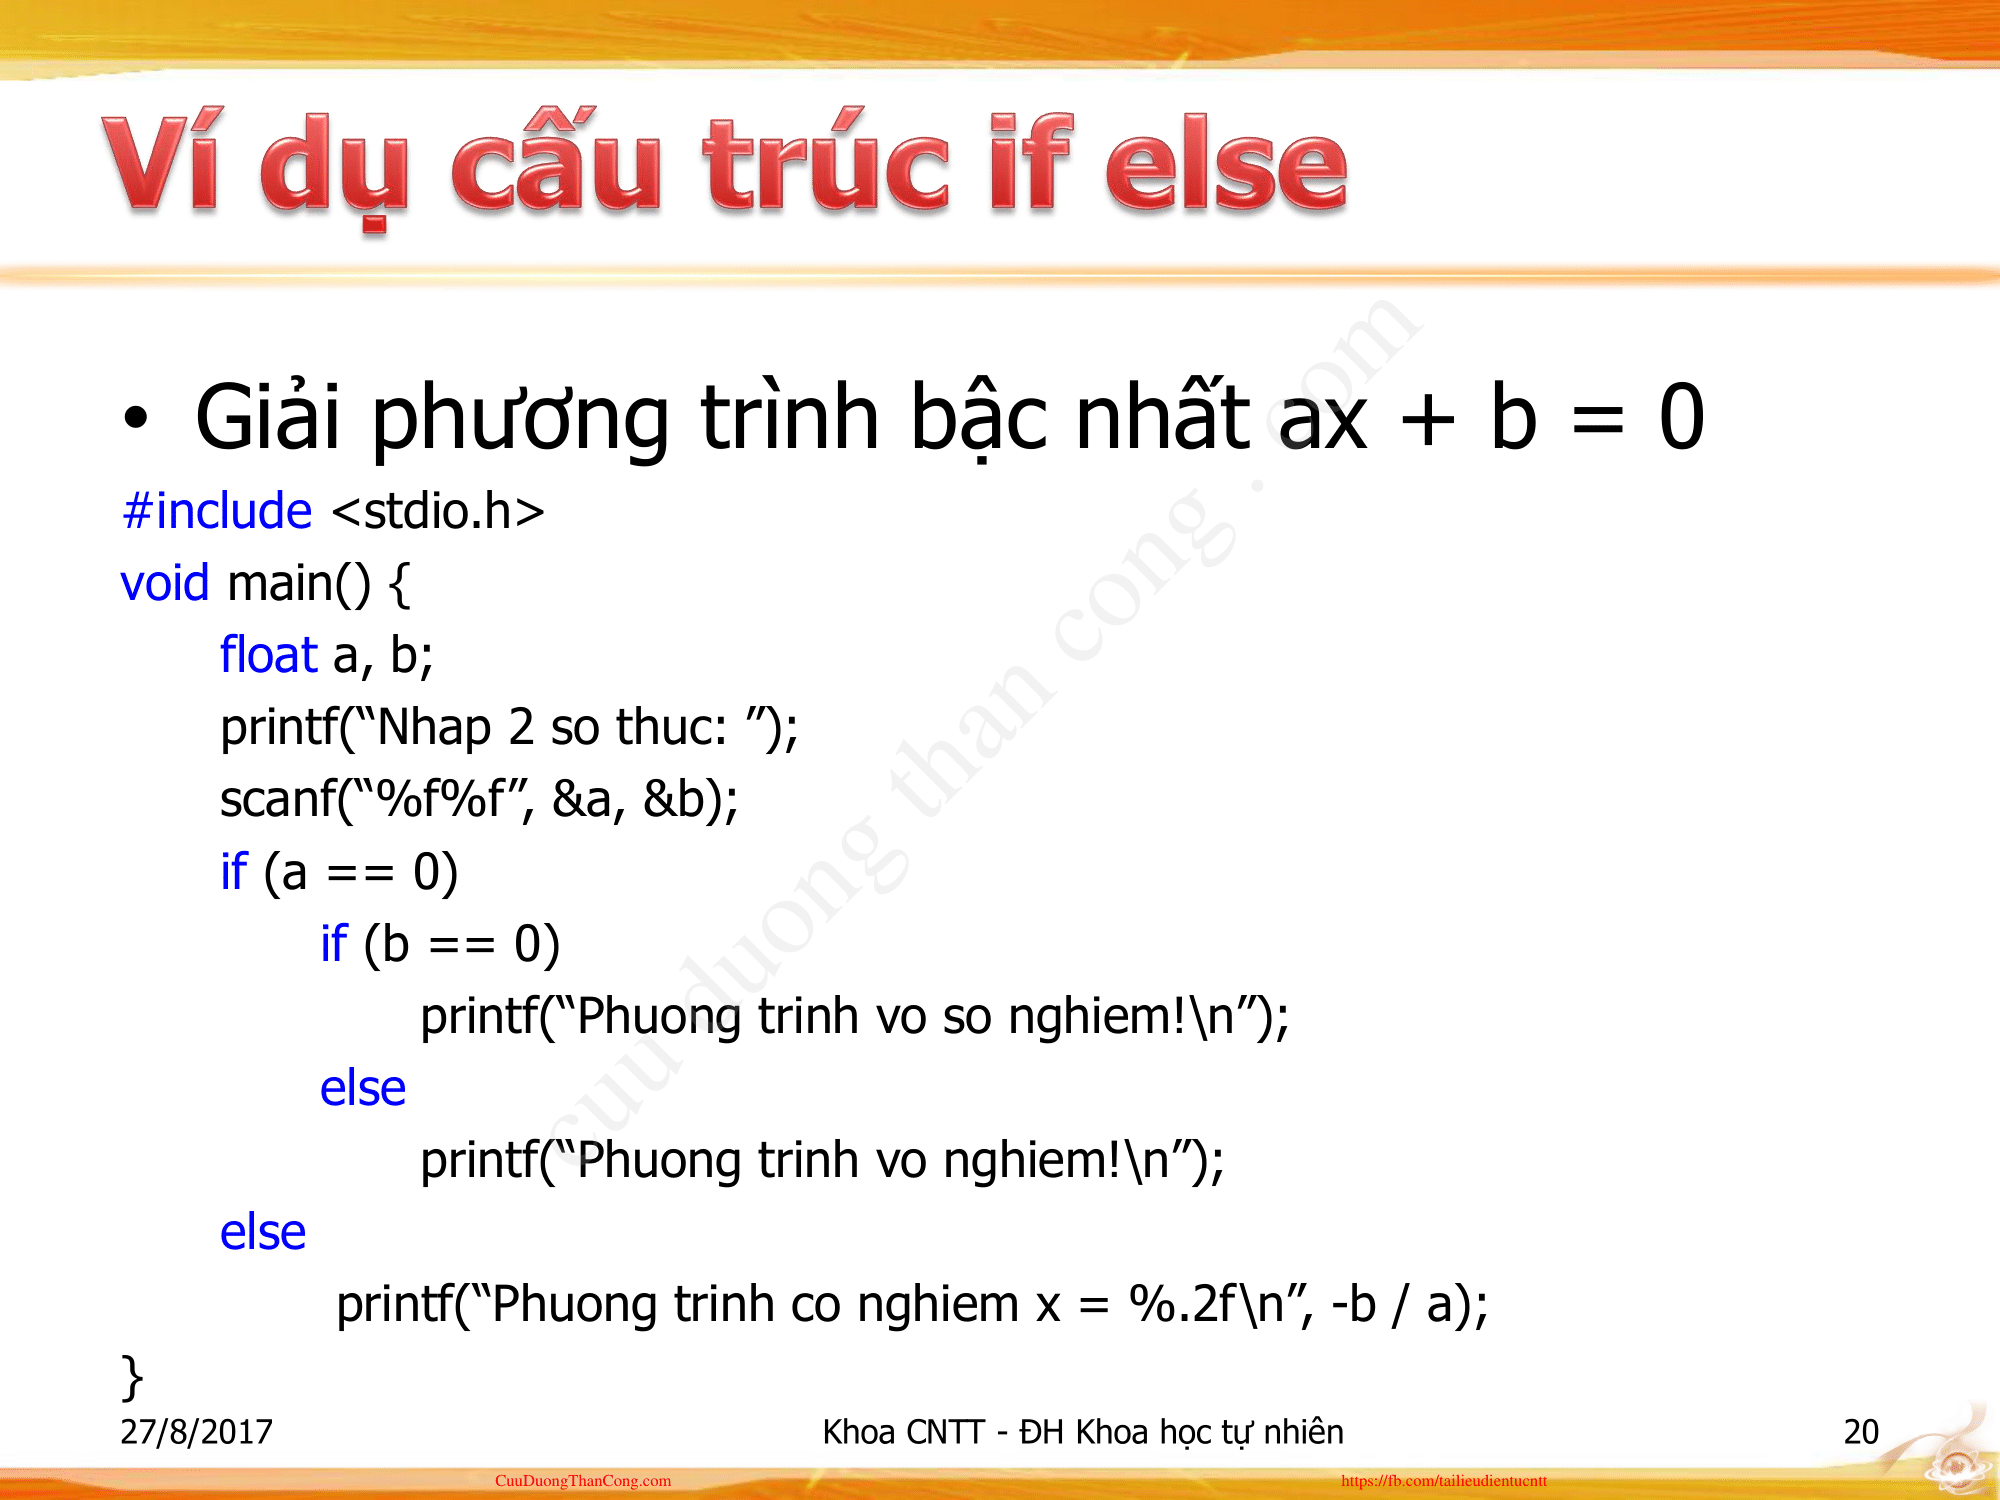 Ví dụ cấu trúc if else
• Giải phương trình bậc nhất ax + b = 0
#include <stdio.h>
void main() {
float a, b;
printf(“Nhap 2 so thuc: ”);
scanf(“%f%f”, &a, &b);
if (a == 0)
if (b == 0)
printf(“Phuong trinh vo so nghiem!\n”);
else
printf(“Phuong trinh vo nghiem!\n”);
else
printf(“Phuong trinh co nghiem x = %.2f\n”, -b / a);
}
cuu duong than cong . com
27/8/2017
Khoa CNTT - ĐH Khoa học tự nhiên
20
CuuDuongThanCong.com
https://fb.com/tailieudientucntt